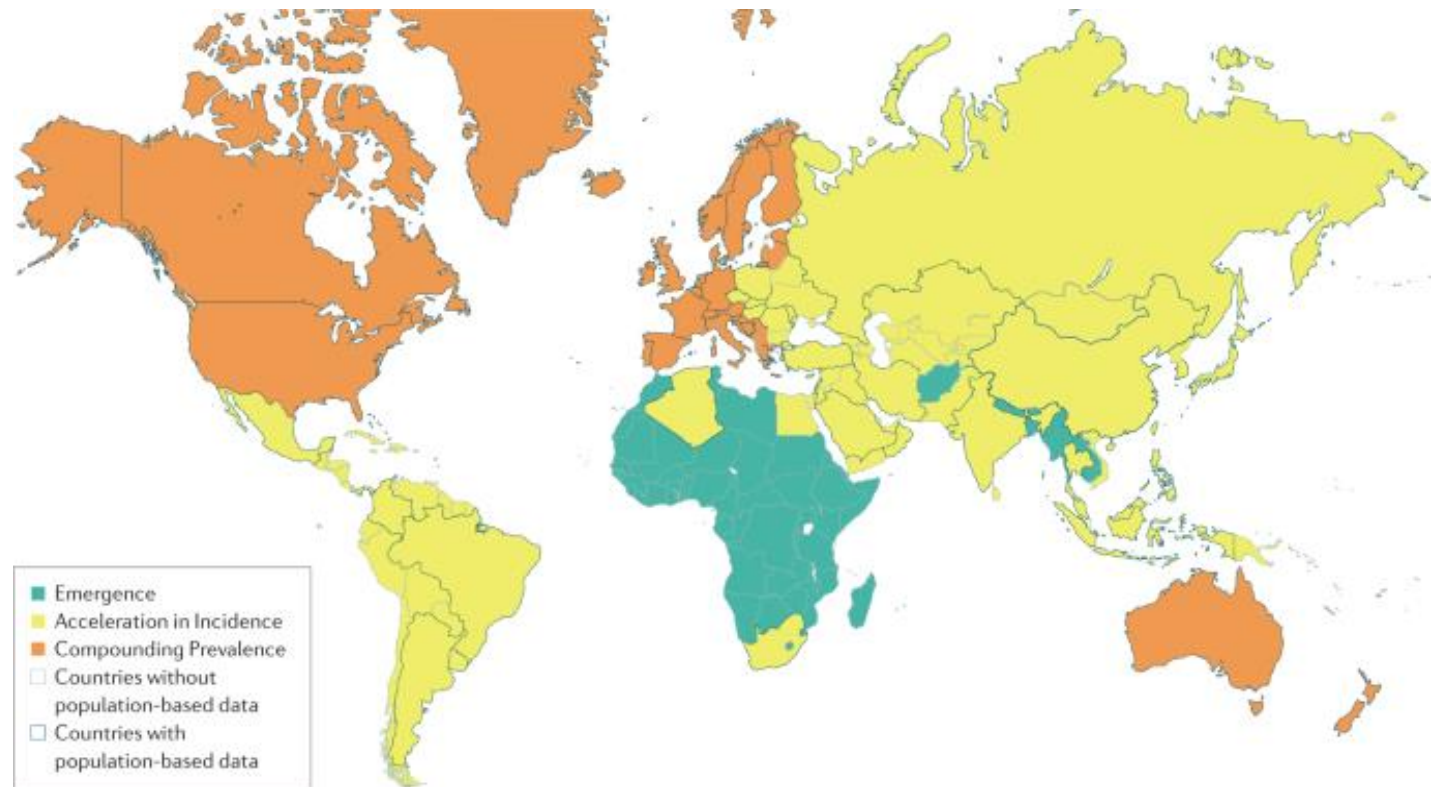 Emergence
Acceleration in Incidence
Compounding Prevalence
Countries without
population-based data
Countries with
population-based data